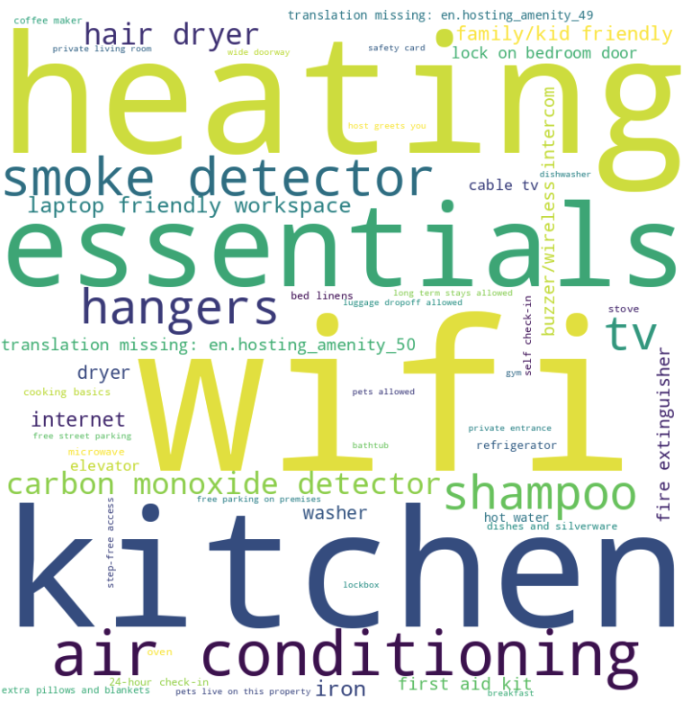 coffee maker
translation missing: en.hosting_amenity_49
hair dryer
family/kid friendly
private living room
wide doorway
safety card
lock on bedroom door
heating
host greets you
smoke detector
dishwasher
cable tv
buzzer/wireless intercom
laptop friendly workspace
essentials
hangers
bed linens
long term stays allowed
luggage dropoff allowed
self check-in
stove
tv
translation missing: en.hosting_amenity_50
wifi
dryer
gym
fire extinguisher
cooking basics
pets allowed
internet
private entrance
free street parking
bathtub
refrigerator
microwave
elevator
carbon monoxide detector
shampoo
free parking on premises
step-free access
washer
hot water
dishes and silverware
kitchen
lockbox
air conditioning
oven
24-hour check-in
first aid kit
extra pillows and blankets
pets live on this property
iron
breakfast